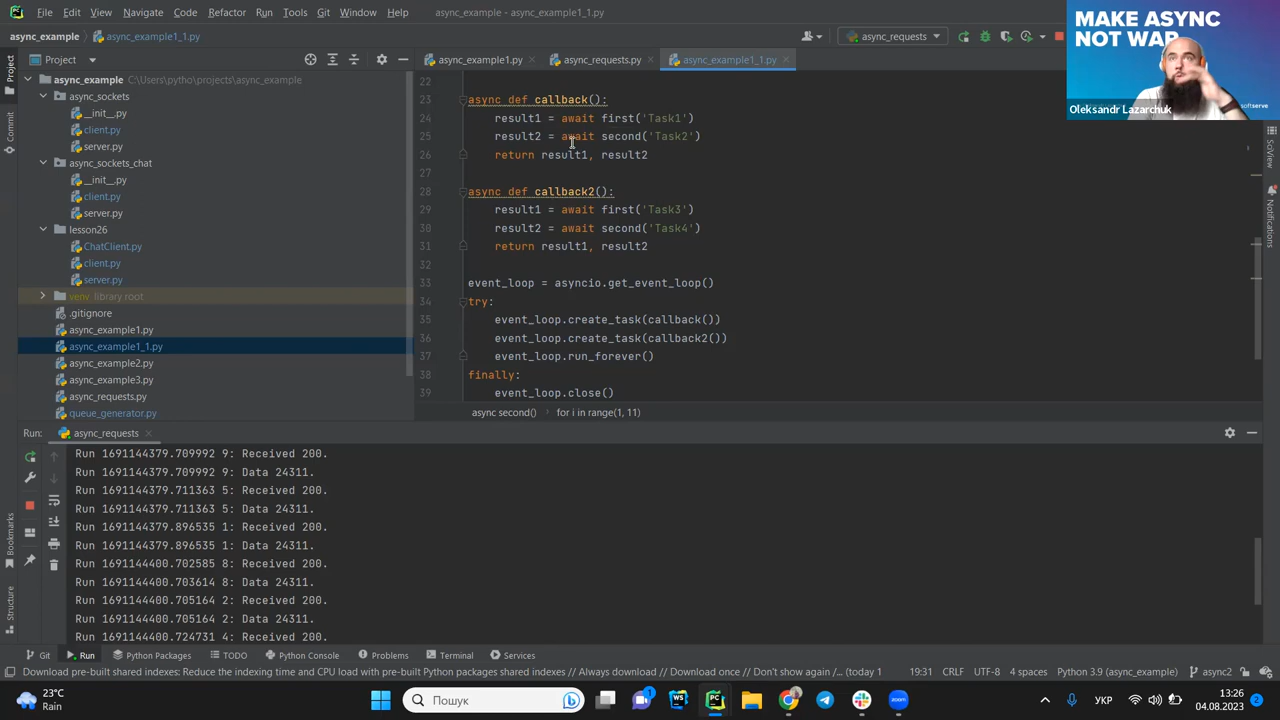 File Edit View Navigate Code Refactor Run Tools Git Window Help async_example - async_example1_1.py
async_example async_example1_1.py async_requests
MAKE ASYNC
NOT WAR
softserve
Oleksandr Lazarchuk
Project async_example1.py async_requests.py async_example1_1.py
async_example C:\Users\pytho\projects\async_example
async_sockets
__init__.py
client.py
server.py
async_sockets_chat
__init__.py
client.py
server.py
lesson26
ChatClient.py
client.py
server.py
venv library root
.gitignore
async_example1.py
async_example1_1.py
async_example2.py
async_example3.py
async_requests.py
queue_generator.py
22
23 async def callback():
24 result1 = await first('Task1')
25 result2 = await second('Task2')
26 return result1, result2
27
28 async def callback2():
29 result1 = await first('Task3')
30 result2 = await second('Task4')
31 return result1, result2
32
33 event_loop = asyncio.get_event_loop()
34 try:
35 event_loop.create_task(callback())
36 event_loop.create_task(callback2())
37 event_loop.run_forever()
38 finally:
39 event_loop.close()
async second() for i in range(1, 11)
Project
Commit
Bookmarks
Structure
SciView
Notifications
Run: async_requests
Run 1691144379.709992 9: Received 200.
Run 1691144379.709992 9: Data 24311.
Run 1691144379.711363 5: Received 200.
Run 1691144379.711363 5: Data 24311.
Run 1691144379.896535 1: Received 200.
Run 1691144379.896535 1: Data 24311.
Run 1691144400.702585 8: Received 200.
Run 1691144400.703614 8: Data 24311.
Run 1691144400.705164 2: Received 200.
Run 1691144400.705164 2: Data 24311.
Run 1691144400.724731 4: Received 200.
Git Run Python Packages TODO Python Console Problems Terminal Services
Download pre-built shared indexes: Reduce the indexing time and CPU load with pre-built Python packages shared indexes // Always download // Download once // Don't show again /... (today 1 19:31 CRLF UTF-8 4 spaces Python 3.9 (async_example) async2
23°C
Rain
Пошук
1
WS
PC
УКР
13:26
04.08.2023
2